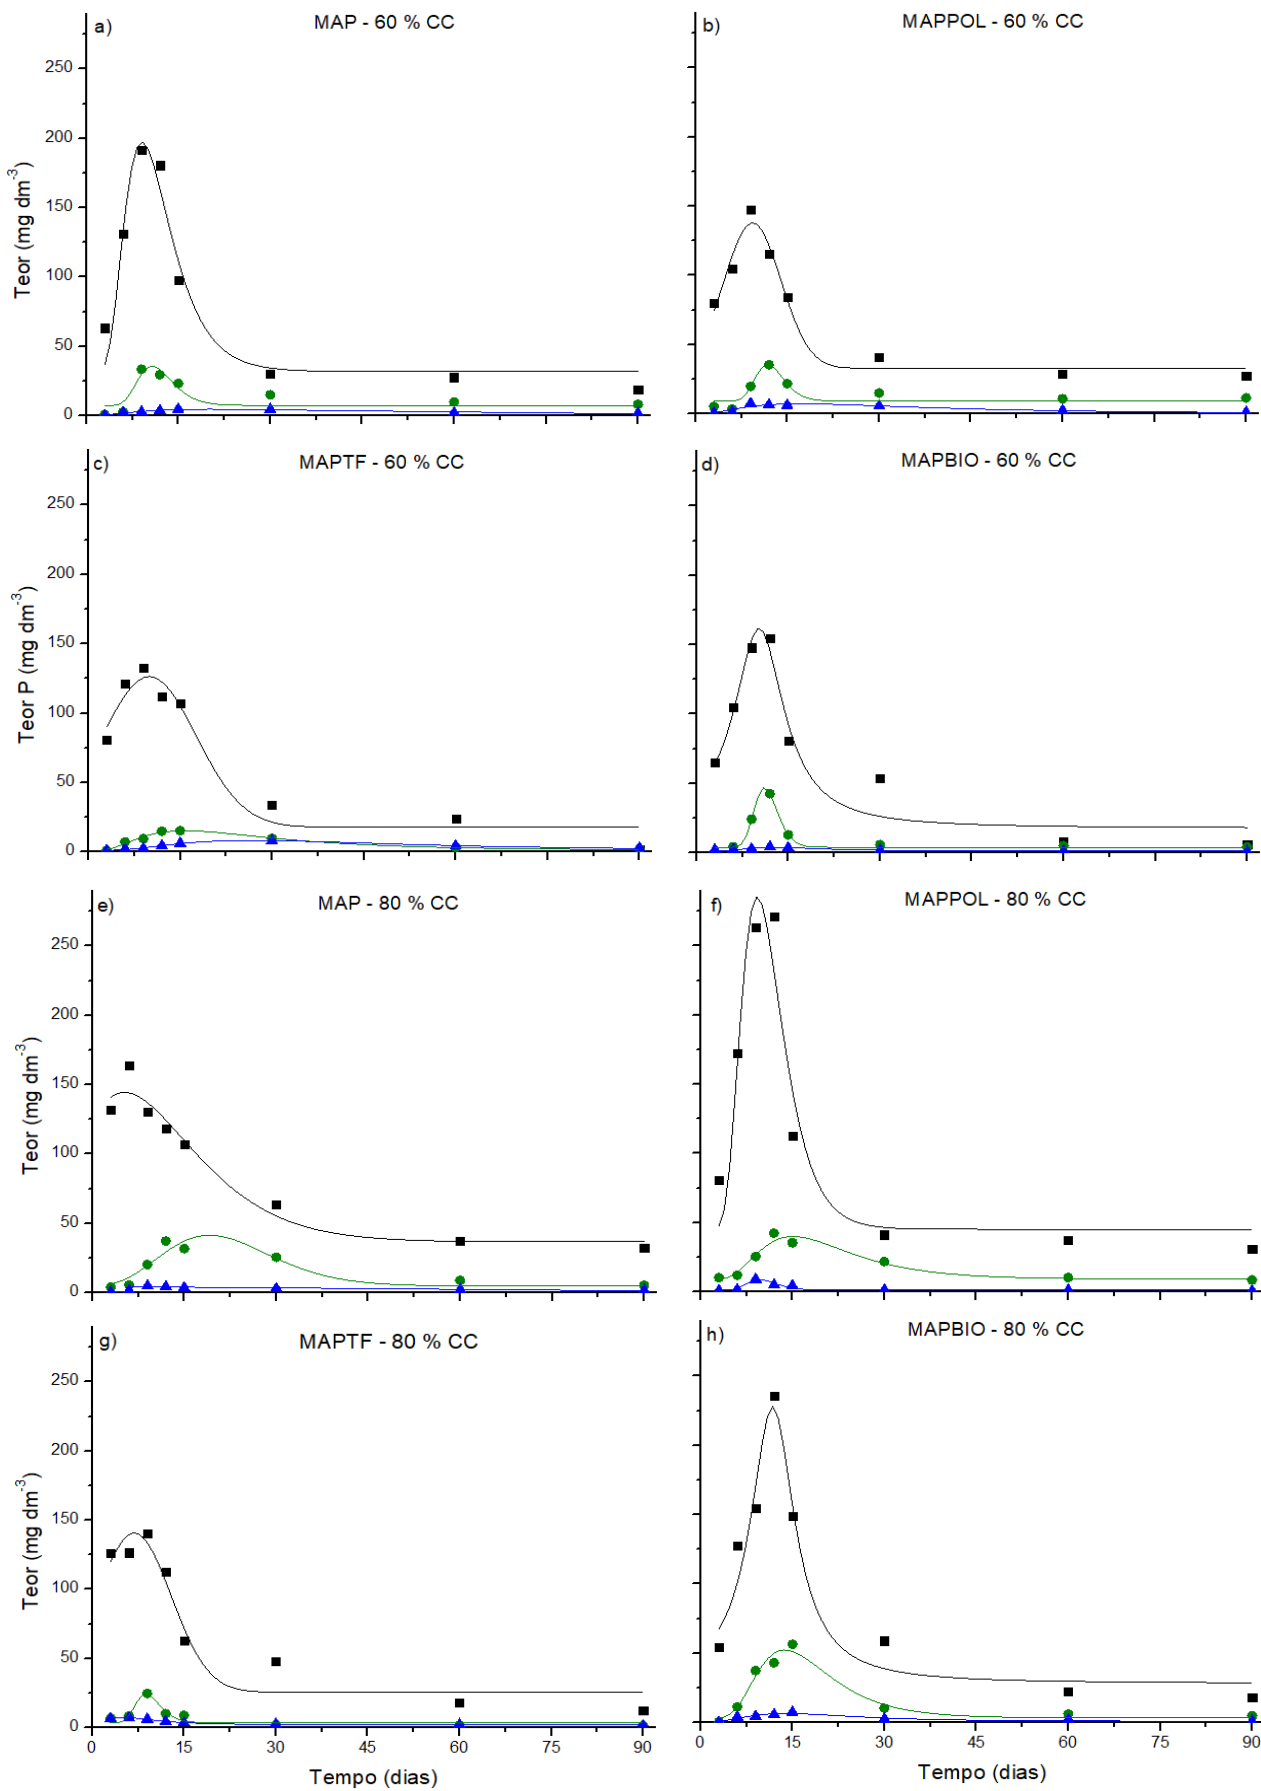 a) MAP - 60 % CC
b) MAPPOL - 60 % CC
250
200
150
100
50
0
Teor (mg dm-3)
c) MAPTF - 60 % CC
d) MAPBIO - 60 % CC
250
200
150
100
50
0
Teor P (mg dm-3)
e) MAP - 80 % CC
f) MAPPOL - 80 % CC
250
200
150
100
50
0
Teor (mg dm-3)
g) MAPTF - 80 % CC
h) MAPBIO - 80 % CC
250
200
150
100
50
0
Teor (mg dm-3)
0 15 30 45 60 75 90
0 15 30 45 60 75 90
Tempo (dias)
Tempo (dias)